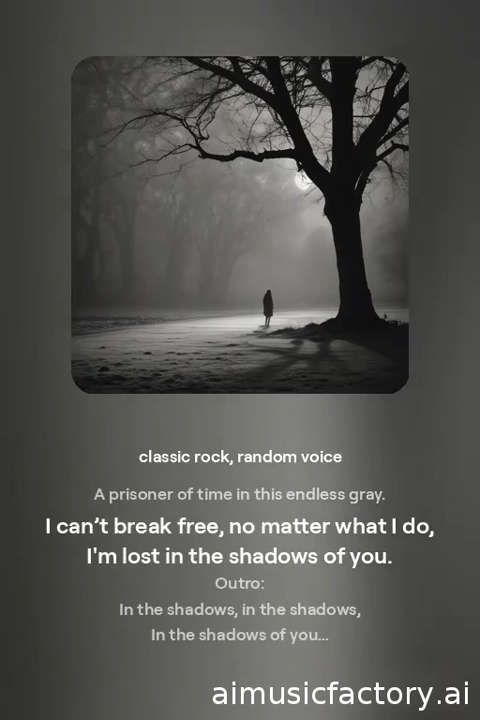 classic rock, random voice
A prisoner of time in this endless gray.
I can’t break free, no matter what I do,
I'm lost in the shadows of you.
Outro:
In the shadows, in the shadows,
In the shadows of you...
aimusicfactory.ai